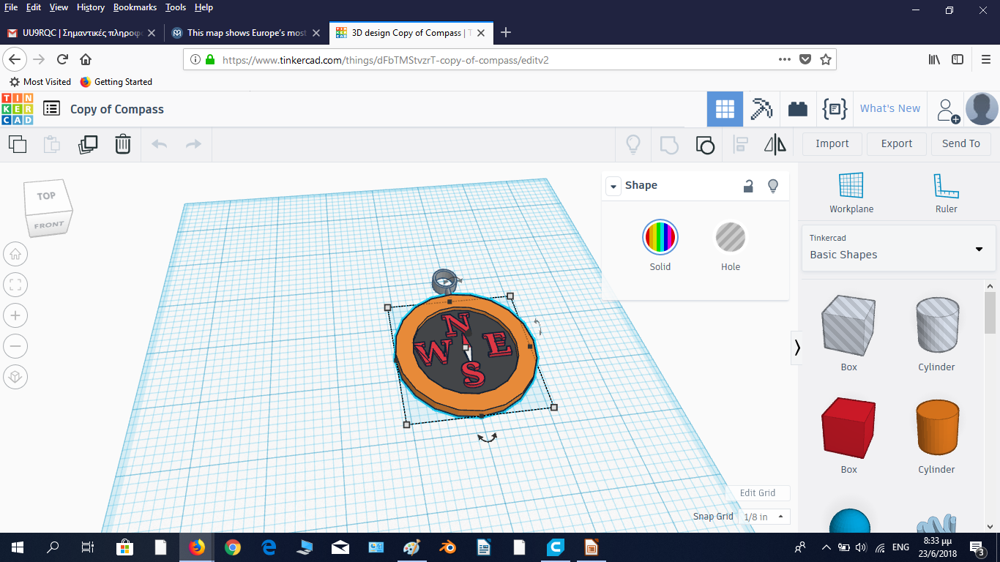 File Edit View History Bookmarks Tools Help
UU9RQC | Σημαντικές πληροφο
This map shows Europe's most
3D design Copy of Compass | T
https://www.tinkercad.com/things/dFbTMStvzrT-copy-of-compass/editv2
Most Visited Getting Started
TIN
KER
CAD
Copy of Compass
What's New
Import Export Send To
TOP
FRONT
Shape
Solid Hole
Workplane Ruler
Tinkercad
Basic Shapes
N
W E
S
Box Cylinder
Box Cylinder
Edit Grid
Snap Grid 1/8 in
ENG
8:33 μμ
23/6/2018
3